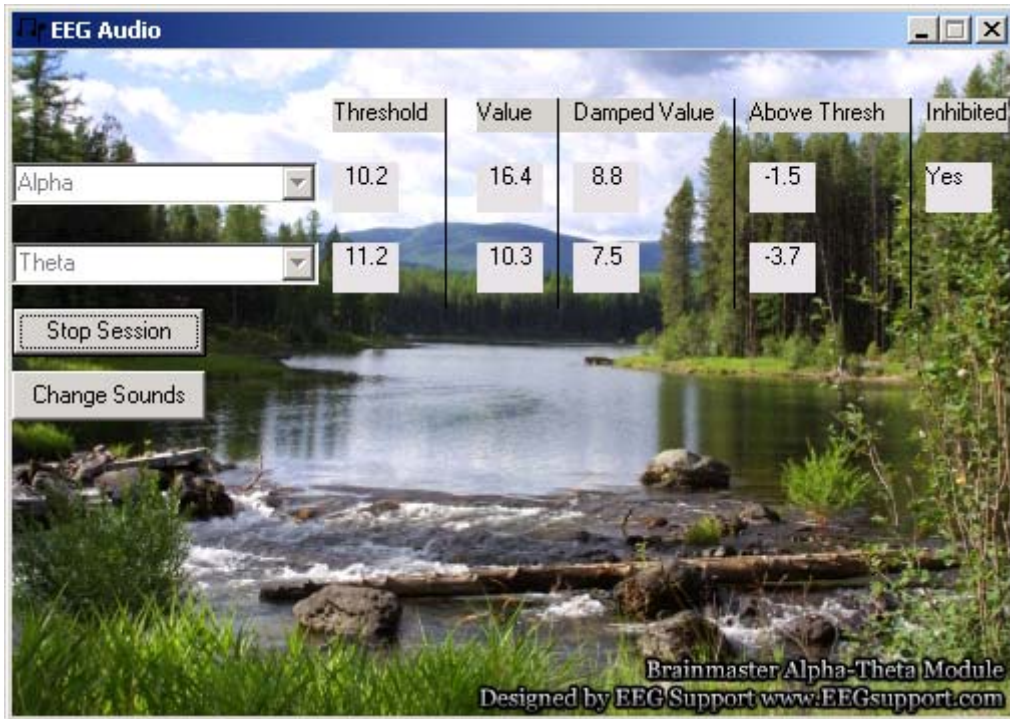 EEG Audio
Threshold Value Damped Value Above Thresh Inhibited
Alpha 10.2 16.4 8.8 -1.5 Yes
Theta 11.2 10.3 7.5 -3.7
Stop Session
Change Sounds
Brainmaster Alpha-Theta Module
Designed by EEG Support www.EEGsupport.com